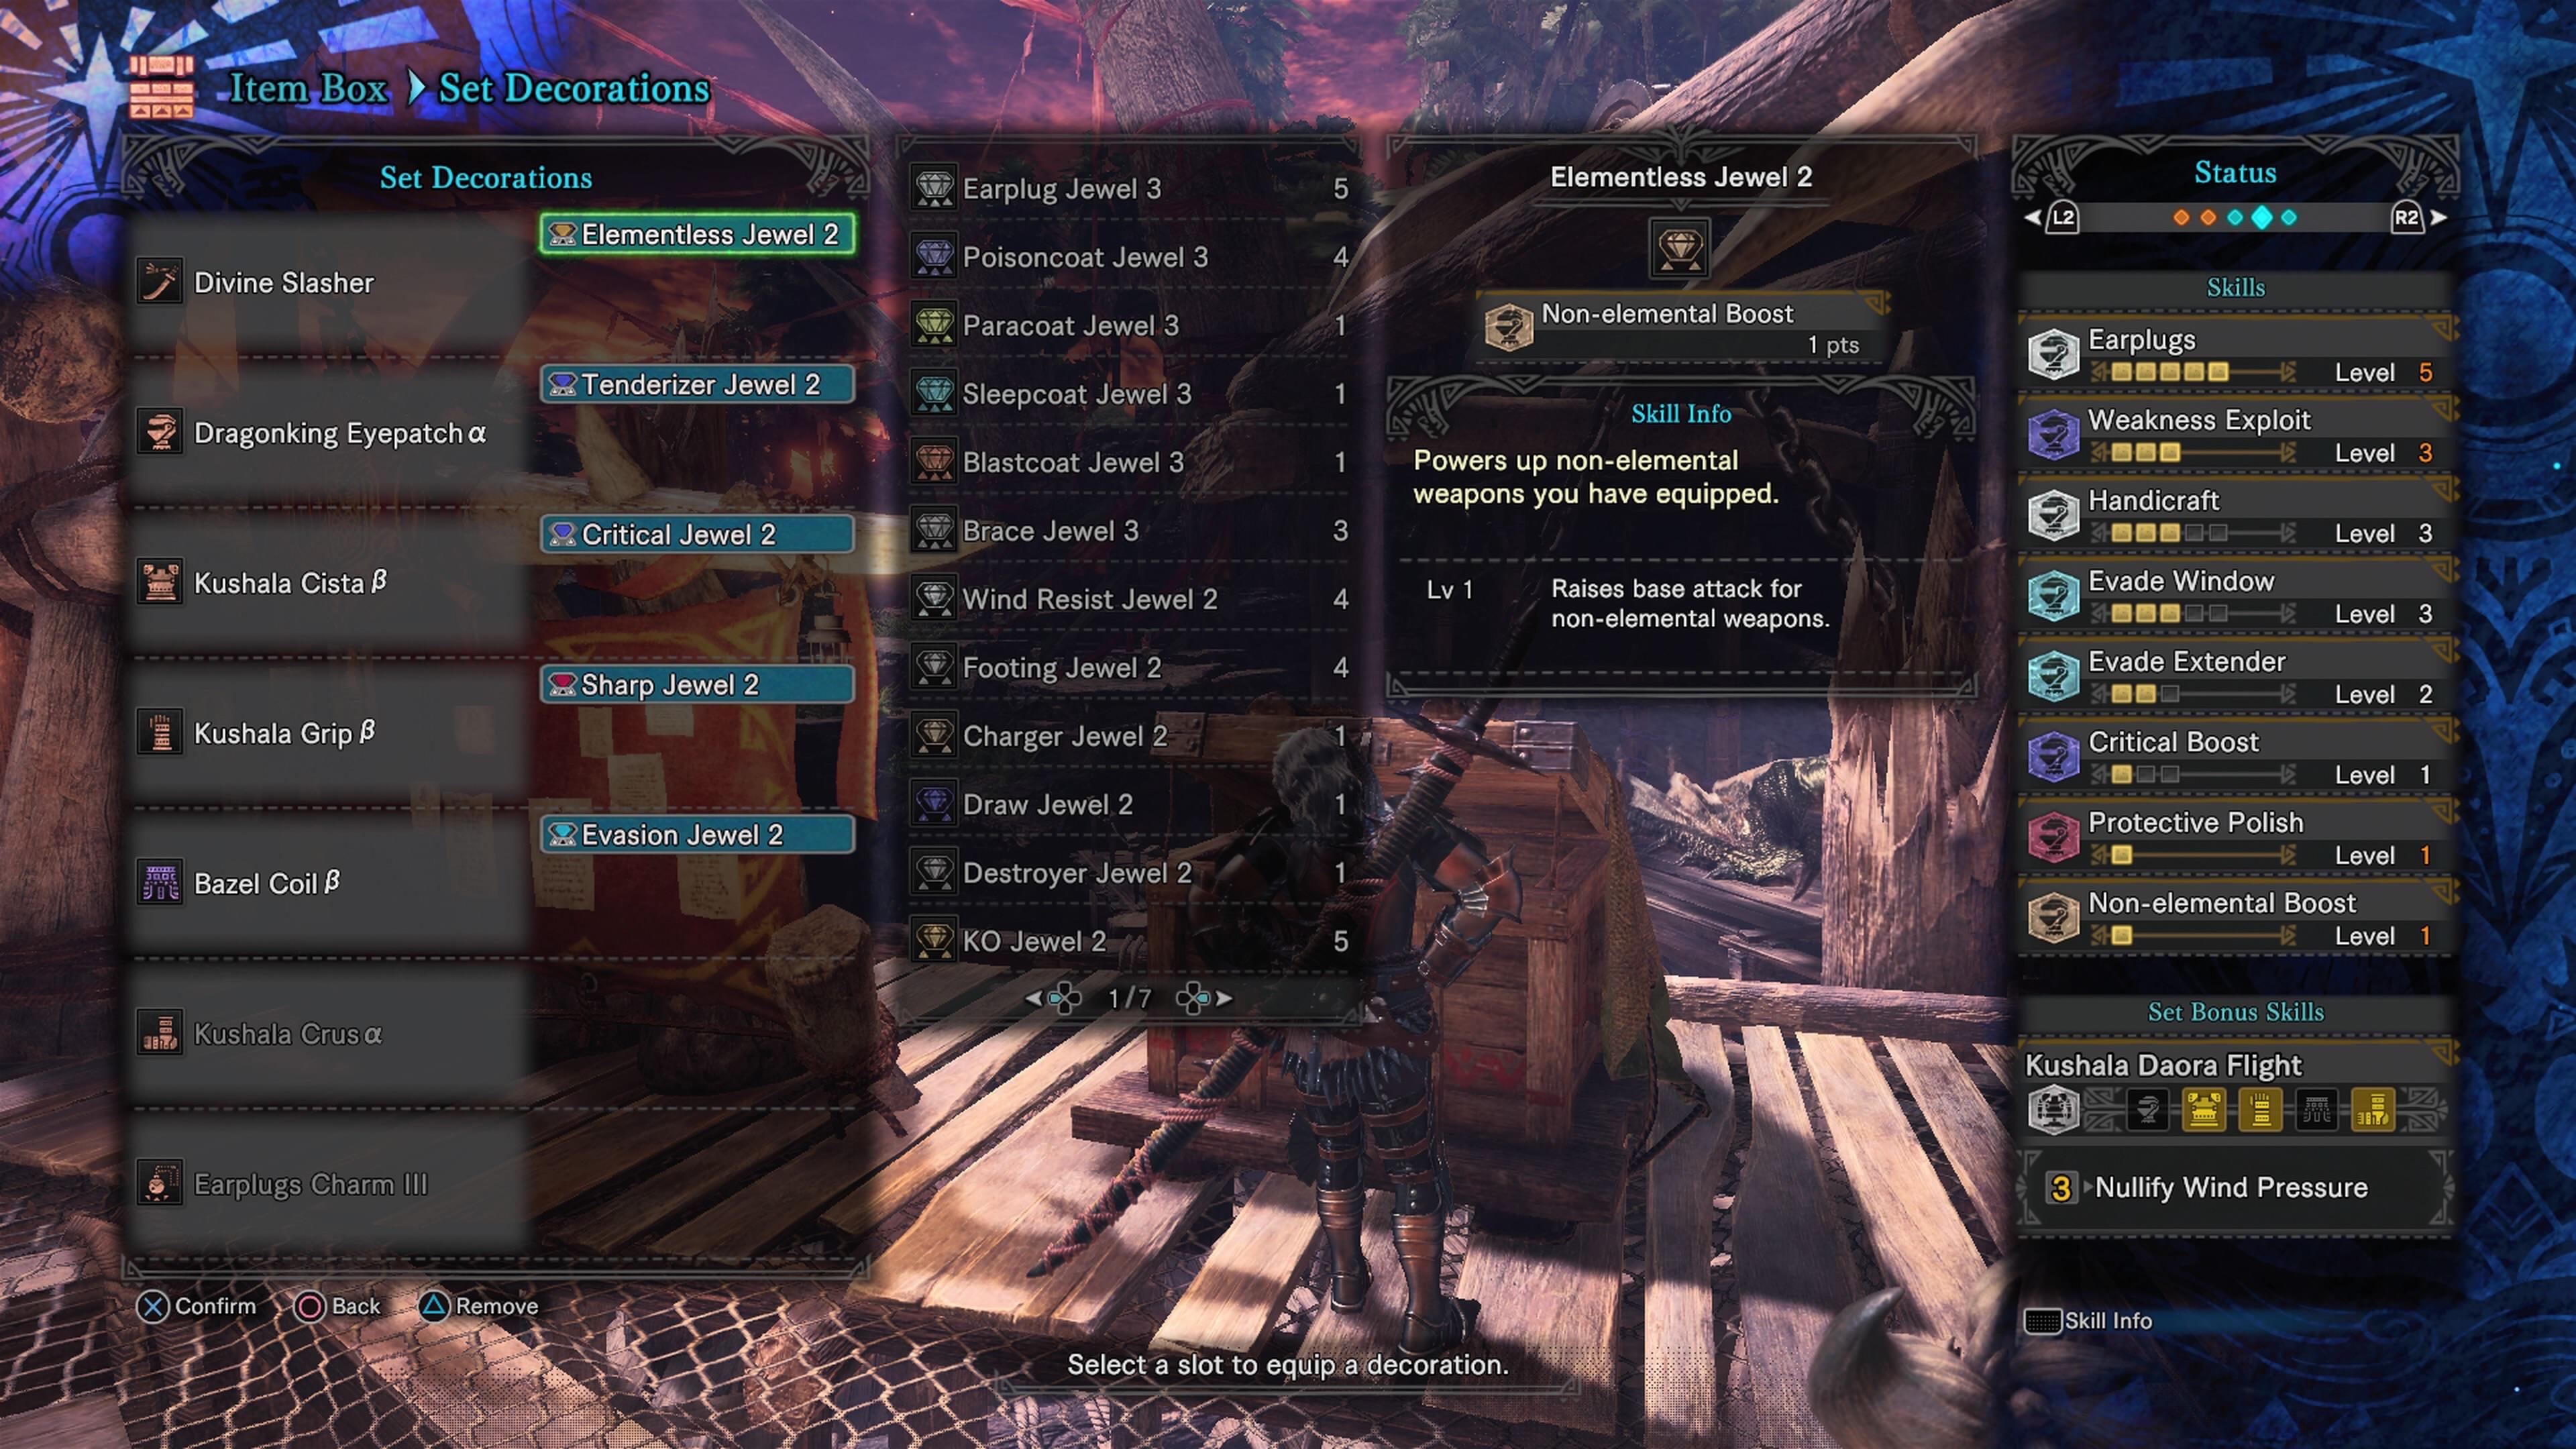 Item Box Set Decorations
Set Decorations
Elementless Jewel 2
Divine Slasher
Tenderizer Jewel 2
Dragonking Eyepatch α
Critical Jewel 2
Kushala Cista β
Sharp Jewel 2
Kushala Grip β
Evasion Jewel 2
Bazel Coil β
Kushala Crus α
Earplugs Charm III
Confirm Back Remove
Earplug Jewel 3 5
Poisoncoat Jewel 3 4
Paracoat Jewel 3 1
Sleepcoat Jewel 3 1
Blastcoat Jewel 3 1
Brace Jewel 3 3
Wind Resist Jewel 2 4
Footing Jewel 2 4
Charger Jewel 2 1
Draw Jewel 2 1
Destroyer Jewel 2 1
KO Jewel 2 5
1/7
Elementless Jewel 2
Non-elemental Boost
1 pts
Skill Info
Powers up non-elemental
weapons you have equipped.
Lv 1 Raises base attack for
non-elemental weapons.
Select a slot to equip a decoration.
Status
L2 R2
Skills
Earplugs
Level 5
Weakness Exploit
Level 3
Handicraft
Level 3
Evade Window
Level 3
Evade Extender
Level 2
Critical Boost
Level 1
Protective Polish
Level 1
Non-elemental Boost
Level 1
Set Bonus Skills
Kushala Daora Flight
3 Nullify Wind Pressure
Skill Info